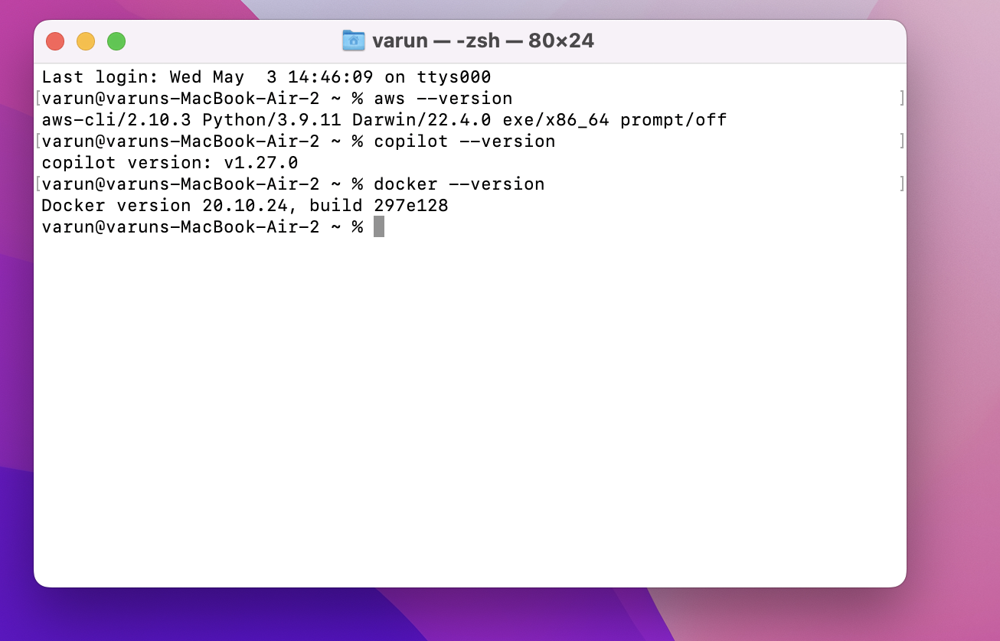 varun — -zsh — 80×24
Last login: Wed May  3 14:46:09 on ttys000
[varun@varuns-MacBook-Air-2 ~ % aws --version ]
aws-cli/2.10.3 Python/3.9.11 Darwin/22.4.0 exe/x86_64 prompt/off
[varun@varuns-MacBook-Air-2 ~ % copilot --version ]
copilot version: v1.27.0
[varun@varuns-MacBook-Air-2 ~ % docker --version ]
Docker version 20.10.24, build 297e128
varun@varuns-MacBook-Air-2 ~ %